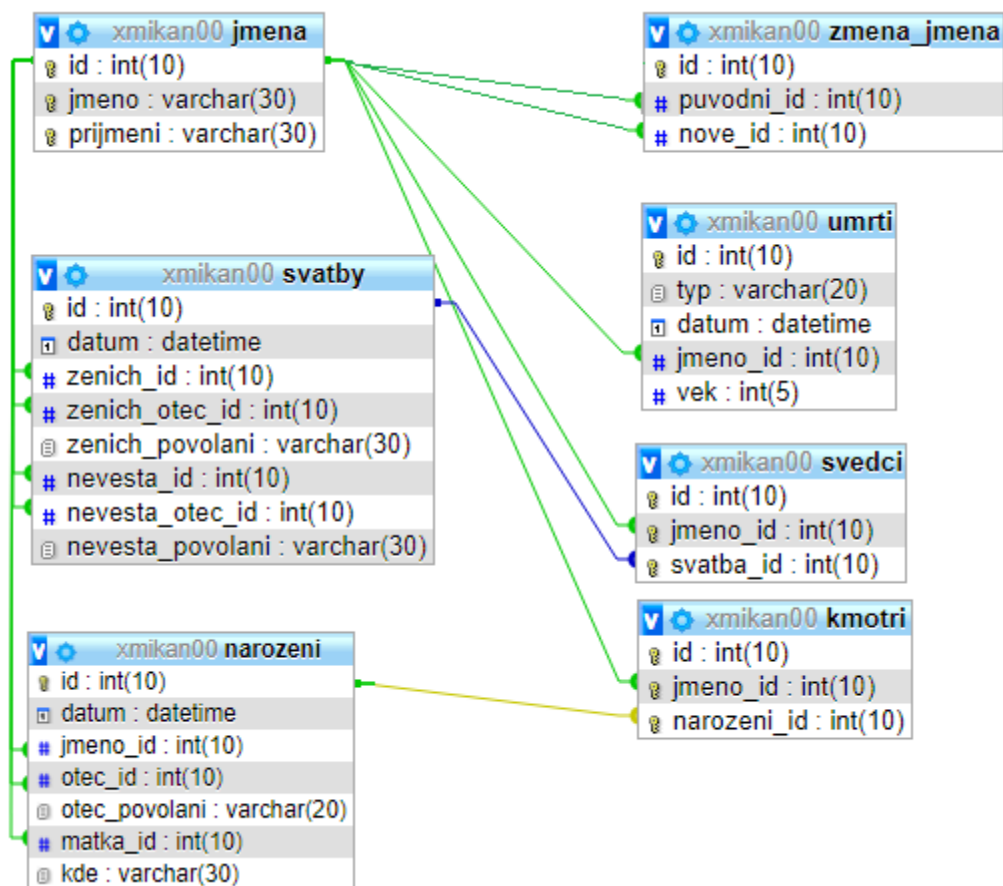 xmikan00 jmena
id : int(10)
jmeno : varchar(30)
prijmeni : varchar(30)
xmikan00 zmena_jmena
id : int(10)
puvodni_id : int(10)
nove_id : int(10)
xmikan00 umrti
id : int(10)
typ : varchar(20)
datum : datetime
jmeno_id : int(10)
vek : int(5)
xmikan00 svatby
id : int(10)
datum : datetime
zenich_id : int(10)
zenich_otec_id : int(10)
zenich_povolani : varchar(30)
nevesta_id : int(10)
nevesta_otec_id : int(10)
nevesta_povolani : varchar(30)
xmikan00 svedci
id : int(10)
jmeno_id : int(10)
svatba_id : int(10)
xmikan00 narozeni
id : int(10)
datum : datetime
jmeno_id : int(10)
otec_id : int(10)
otec_povolani : varchar(20)
matka_id : int(10)
kde : varchar(30)
xmikan00 kmotri
id : int(10)
jmeno_id : int(10)
narozeni_id : int(10)